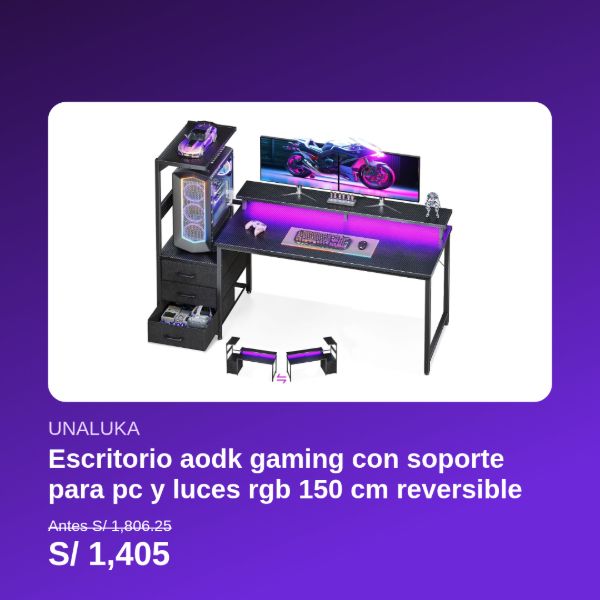 UNALUKA
Escritorio aodk gaming con soporte
para pc y luces rgb 150 cm reversible
Antes S/ 1,806.25
S/ 1,405